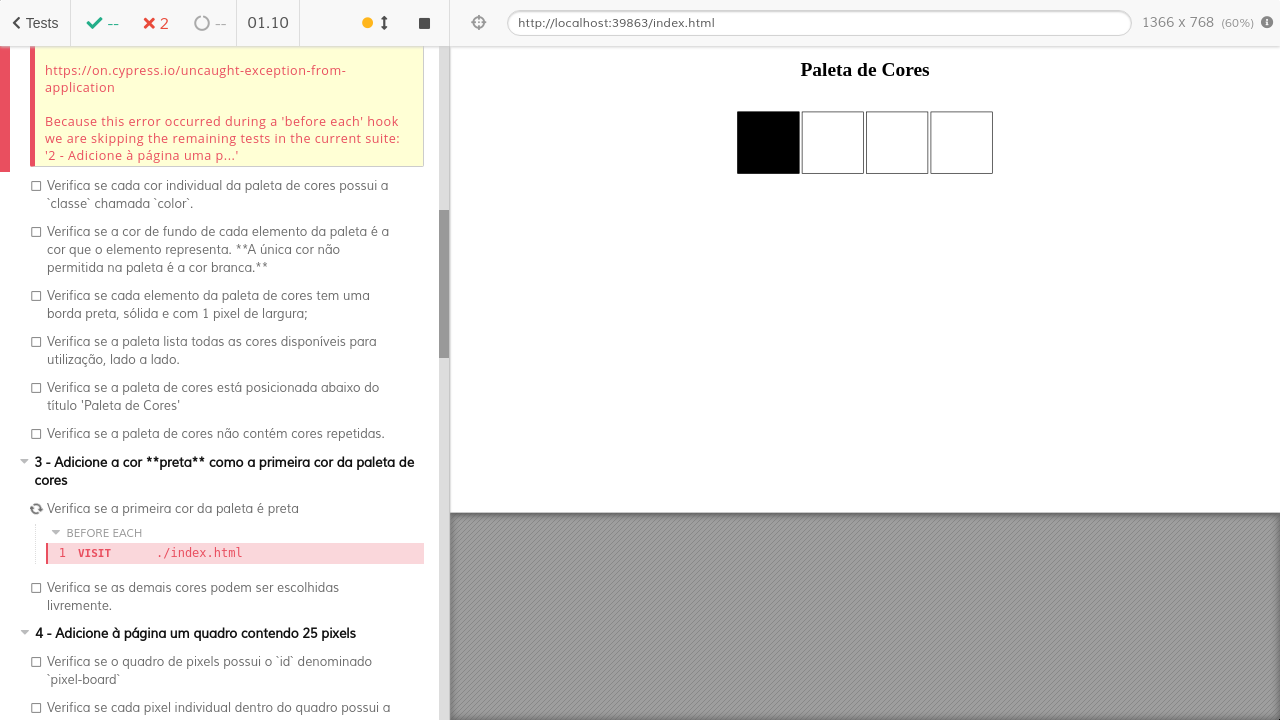 Tests
--
2
--
01.10
http://localhost:39863/index.html
1366 x 768 (60%)
https://on.cypress.io/uncaught-exception-from-
application
Because this error occurred during a 'before each' hook
we are skipping the remaining tests in the current suite:
'2 - Adicione à página uma p...'
Verifica se cada cor individual da paleta de cores possui a
`classe` chamada `color`.
Verifica se a cor de fundo de cada elemento da paleta é a
cor que o elemento representa. **A única cor não
permitida na paleta é a cor branca.**
Verifica se cada elemento da paleta de cores tem uma
borda preta, sólida e com 1 pixel de largura;
Verifica se a paleta lista todas as cores disponíveis para
utilização, lado a lado.
Verifica se a paleta de cores está posicionada abaixo do
título 'Paleta de Cores'
Verifica se a paleta de cores não contém cores repetidas.
3 - Adicione a cor **preta** como a primeira cor da paleta de
cores
Verifica se a primeira cor da paleta é preta
BEFORE EACH
1 VISIT ./index.html
Verifica se as demais cores podem ser escolhidas
livremente.
4 - Adicione à página um quadro contendo 25 pixels
Verifica se o quadro de pixels possui o `id` denominado
`pixel-board`
Verifica se cada pixel individual dentro do quadro possui a
Paleta de Cores